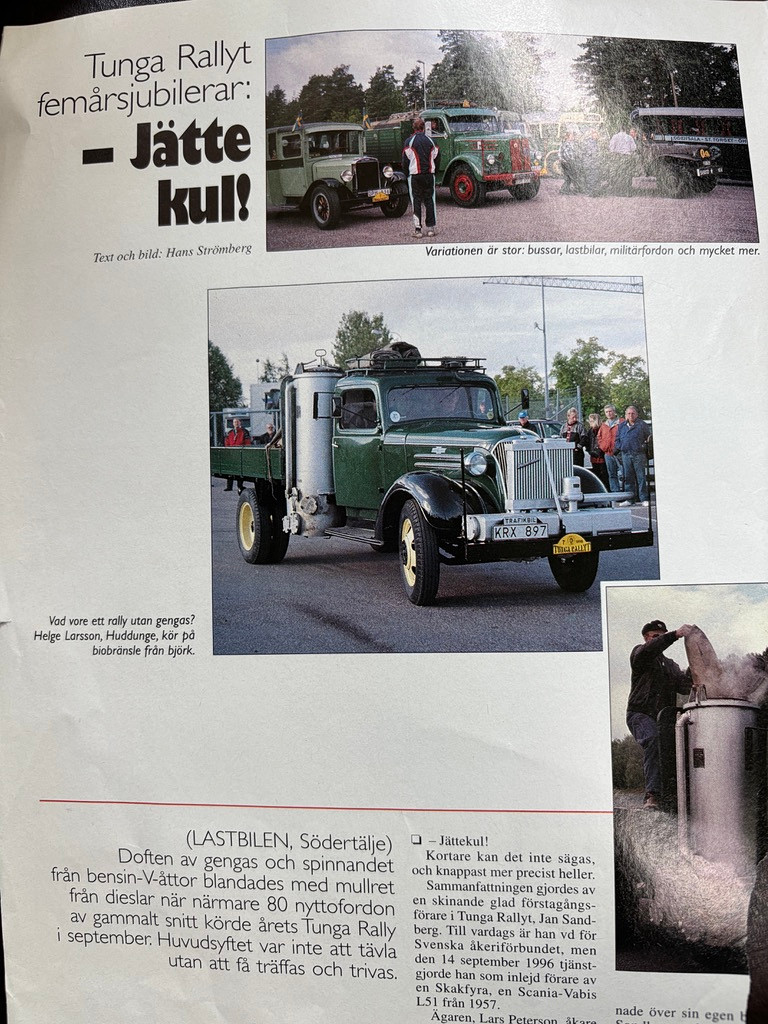 Tunga Rallyt
femårsjubilerar:
– Jätte
kul!
Text och bild: Hans Strömberg
Variationen är stor: bussar, lastbilar, militärfordon och mycket mer.
TRAFIKBIL
KRX 897
TUNGA RALLYT
Vad vore ett rally utan gengas?
Helge Larsson, Huddunge, kör på
biobränsle från björk.
(LASTBILEN, Södertälje)
Doften av gengas och spinnandet
från bensin-V-åttor blandades med mullret
från dieslar när närmare 80 nyttofordon
av gammalt snitt körde årets Tunga Rally
i september. Huvudsyftet var inte att tävla
utan att få träffas och trivas.
❑ – Jättekul!
Kortare kan det inte sägas,
och knappast mer precist heller.
Sammanfattningen gjordes av
en skinande glad förstagångs-
förare i Tunga Rallyt, Jan Sand-
berg. Till vardags är han vd för
Svenska åkeriförbundet, men
den 14 september 1996 tjänst-
gjorde han som inlejd förare av
en Skakfyra, en Scania-Vabis
L51 från 1957.
Ägaren, Lars Peterson, åkare
nade över sin egen